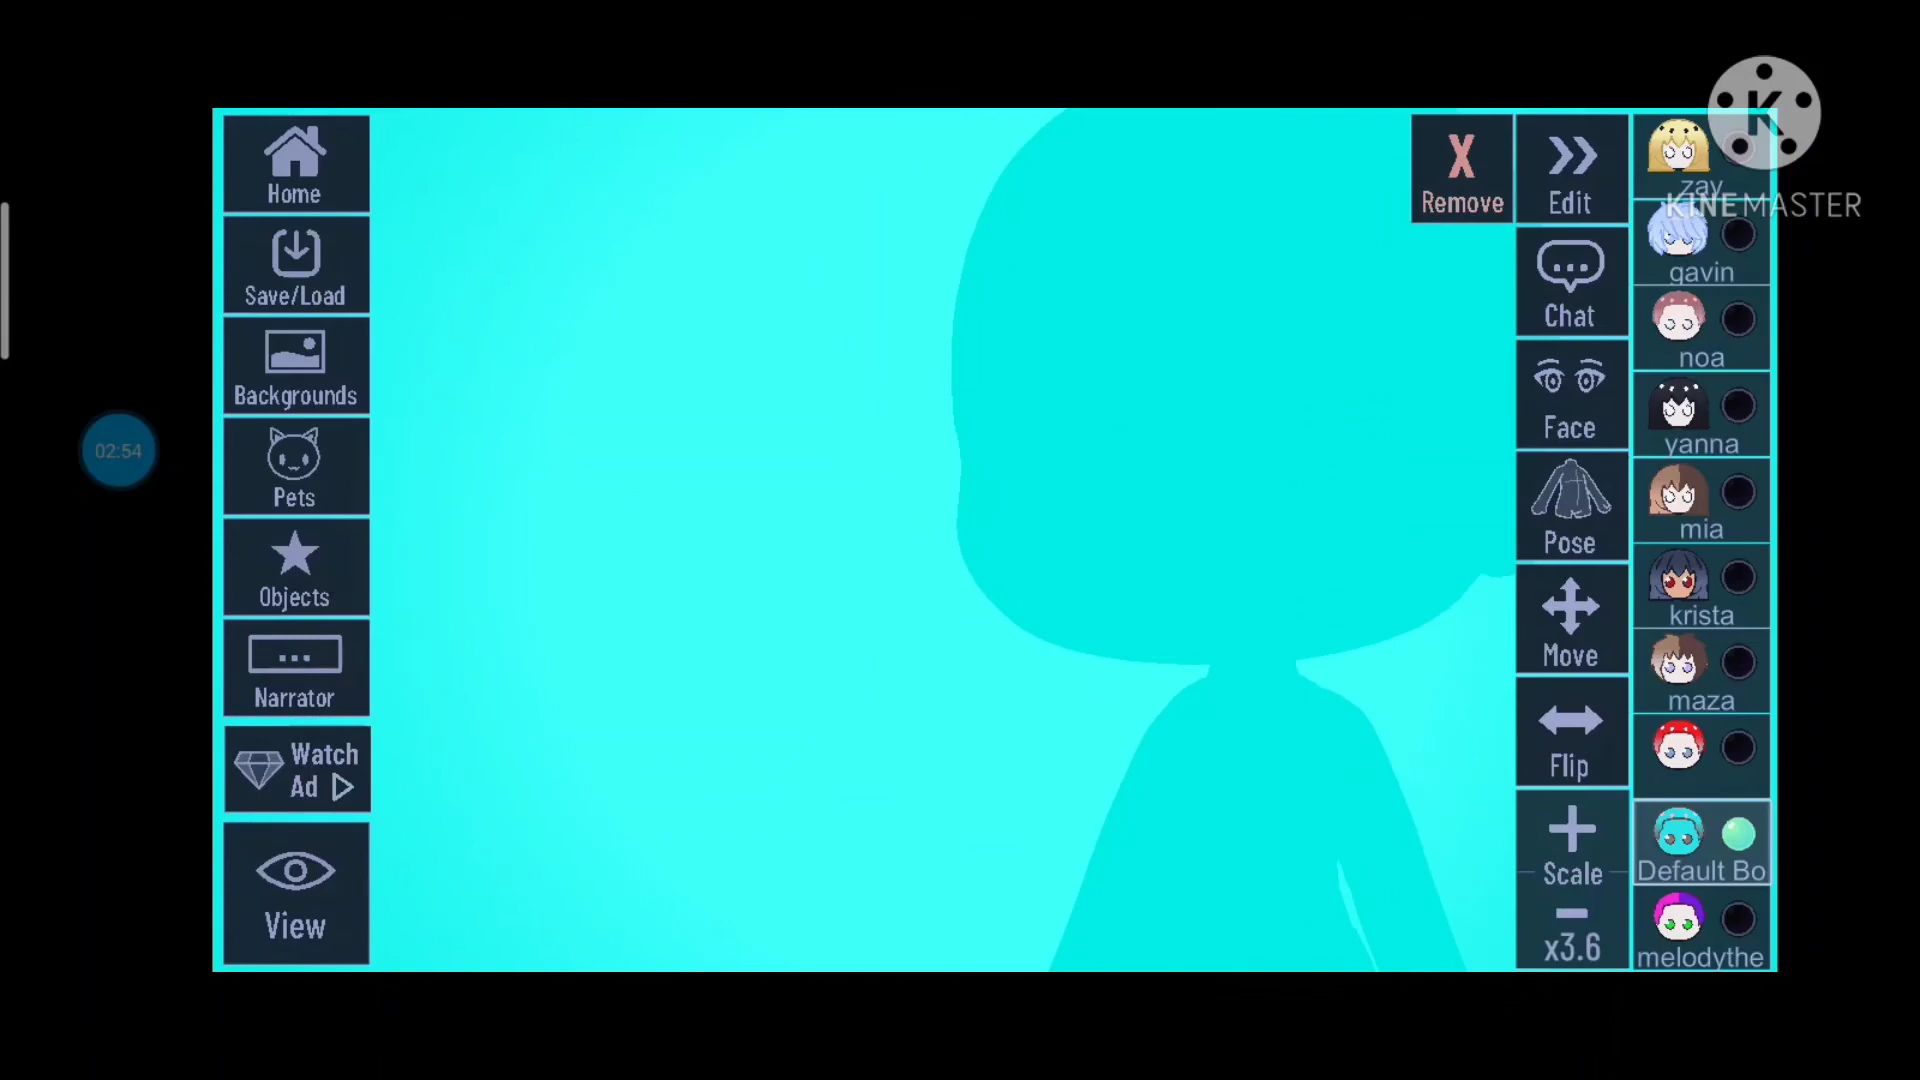 Home
Save/Load
Backgrounds
Pets
Objects
Narrator
Watch
Ad
View
02:54
X
Remove
Edit
Chat
Face
Pose
Move
Flip
Scale
x3.6
zay
gavin
noa
yanna
mia
krista
maza
Default Bo
melodythe
K
KINEMASTER